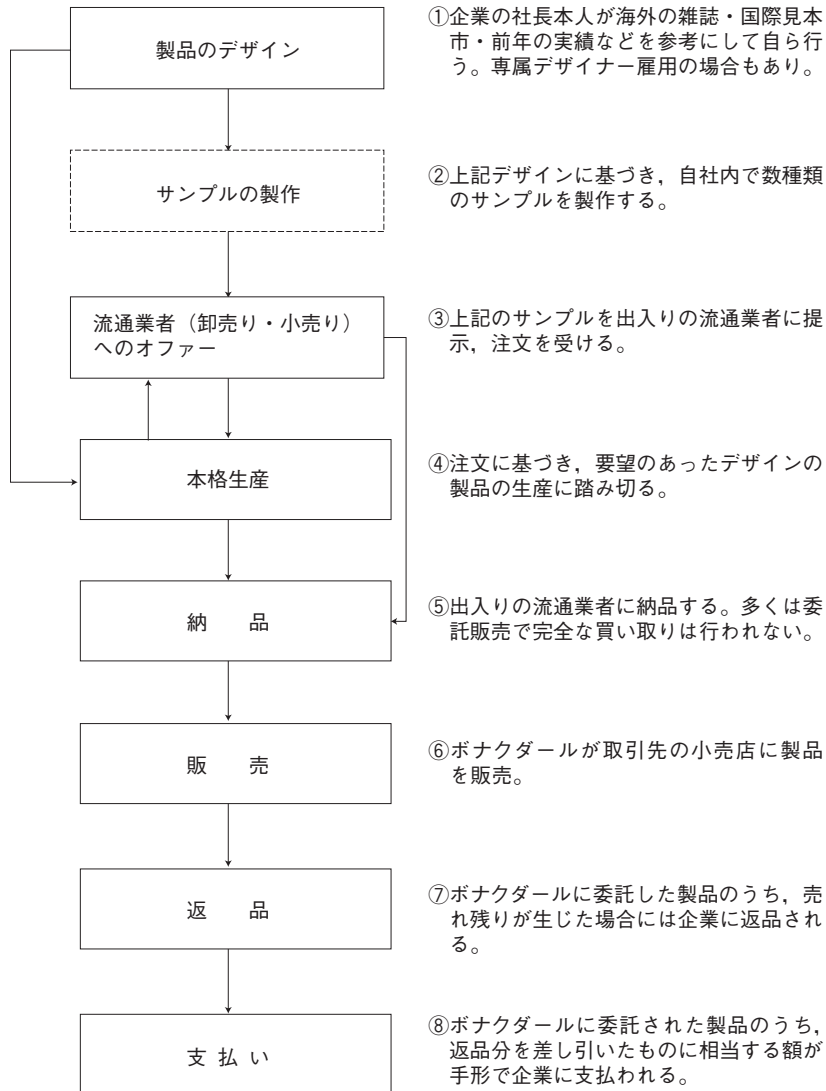 製品のデザイン
①企業の社長本人が海外の雑誌・国際見本
市・前年の実績などを参考にして自ら行
う。専属デザイナー雇用の場合もあり。
サンプルの製作
②上記デザインに基づき，自社内で数種類
のサンプルを製作する。
流通業者（卸売り・小売り）
へのオファー
③上記のサンプルを出入りの流通業者に提
示，注文を受ける。
本格生産
④注文に基づき，要望のあったデザインの
製品の生産に踏み切る。
納　品
⑤出入りの流通業者に納品する。多くは委
託販売で完全な買い取りは行われない。
販　売
⑥ボナクダールが取引先の小売店に製品
を販売。
返　品
⑦ボナクダールに委託した製品のうち，売
れ残りが生じた場合には企業に返品され
る。
支 払 い
⑧ボナクダールに委託された製品のうち，
返品分を差し引いたものに相当する額が
手形で企業に支払われる。